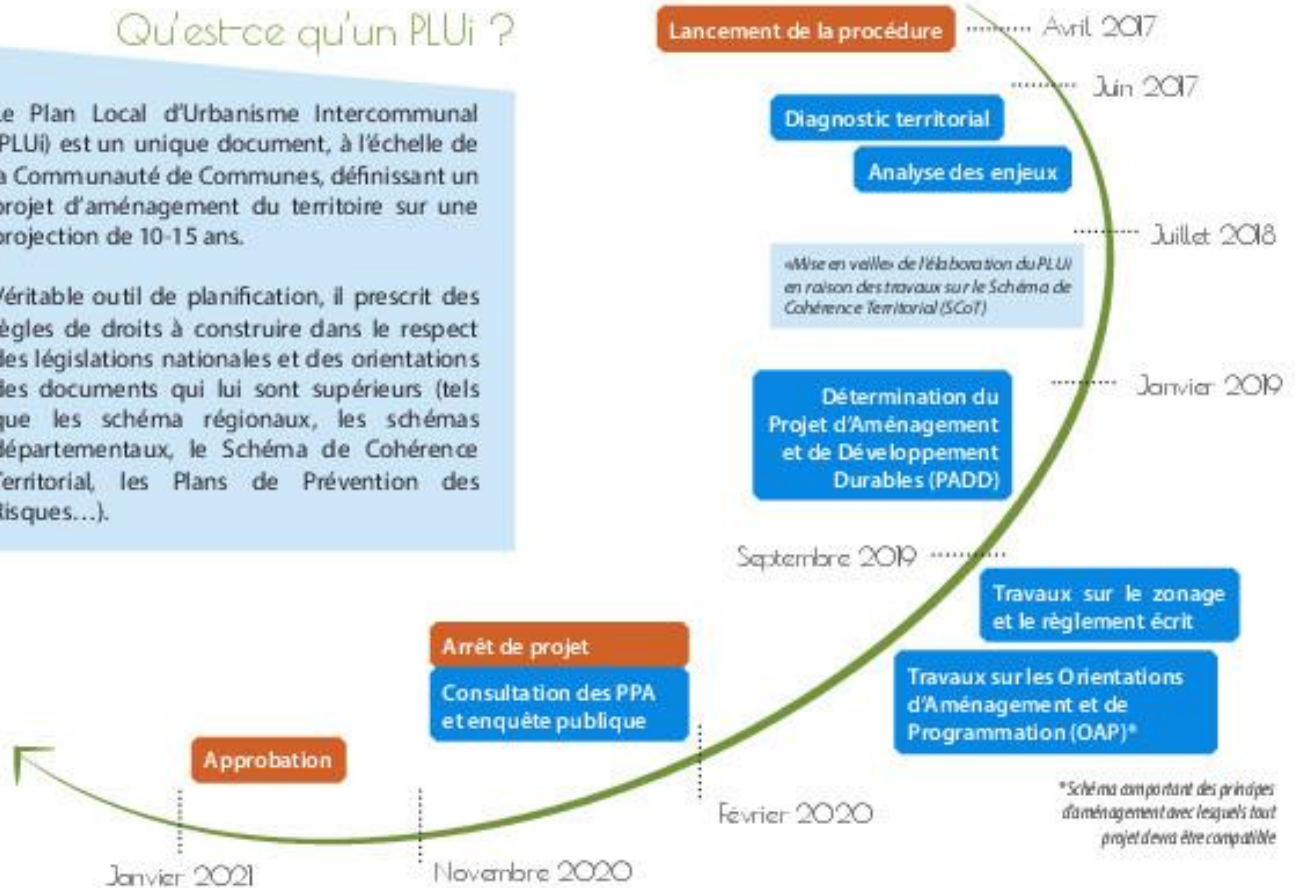 Qu'est-ce qu'un PLUi ?
e Plan Local d'Urbanisme Intercommunal
PLUi) est un unique document, à l'échelle de
a Communauté de Communes, définissant un
projet d'aménagement du territoire sur une
projection de 10-15 ans.
Véritable outil de planification, il prescrit des
règles de droits à construire dans le respect
des législations nationales et des orientations
des documents qui lui sont supérieurs (tels
que les schéma régionaux, les schémas
départementaux, le Schéma de Cohérence
Territorial, les Plans de Prévention des
Risques…).
Lancement de la procédure
Avril 2017
Juin 2017
Diagnostic territorial
Analyse des enjeux
Juillet 2018
«Mise en veille» de l'élaboration du PLUi
en raison des travaux sur le Schéma de
Cohérence Territorial (SCoT)
Janvier 2019
Détermination du
Projet d'Aménagement
et de Développement
Durables (PADD)
Septembre 2019
Travaux sur le zonage
et le règlement écrit
Travaux sur les Orientations
d'Aménagement et de
Programmation (OAP)*
*Schéma comportant des principes
d'aménagement avec lesquels tout
projet devra être compatible
Février 2020
Arrêt de projet
Consultation des PPA
et enquête publique
Novembre 2020
Approbation
Janvier 2021